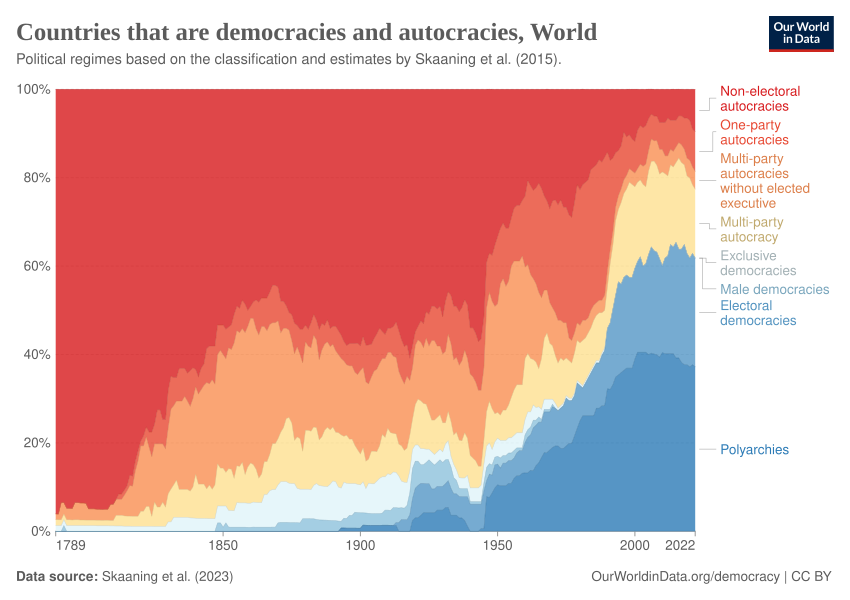 Countries that are democracies and autocracies, World
Our World
in Data
Political regimes based on the classification and estimates by Skaaning et al. (2015).
100%
80%
60%
40%
20%
0%
1789
1850
1900
1950
2000
2022
Non-electoral
autocracies
One-party
autocracies
Multi-party
autocracies
without elected
executive
Multi-party
autocracy
Exclusive
democracies
Male democracies
Electoral
democracies
Polyarchies
Data source: Skaaning et al. (2023)
OurWorldinData.org/democracy | CC BY